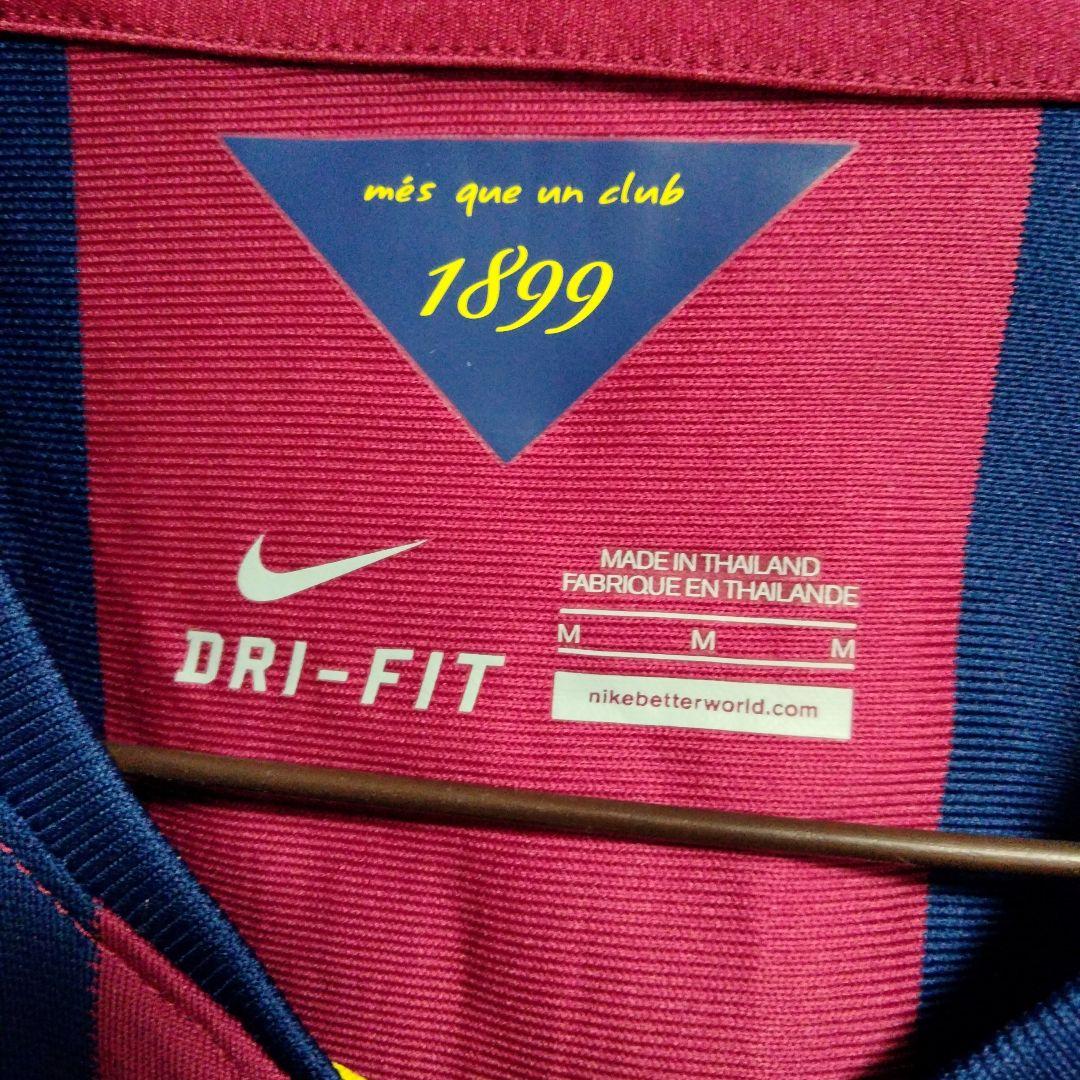 més que un club
1899
DRI-FIT
MADE IN THAILAND
FABRIQUE EN THAILANDE
M M M
nikebetterworld.com